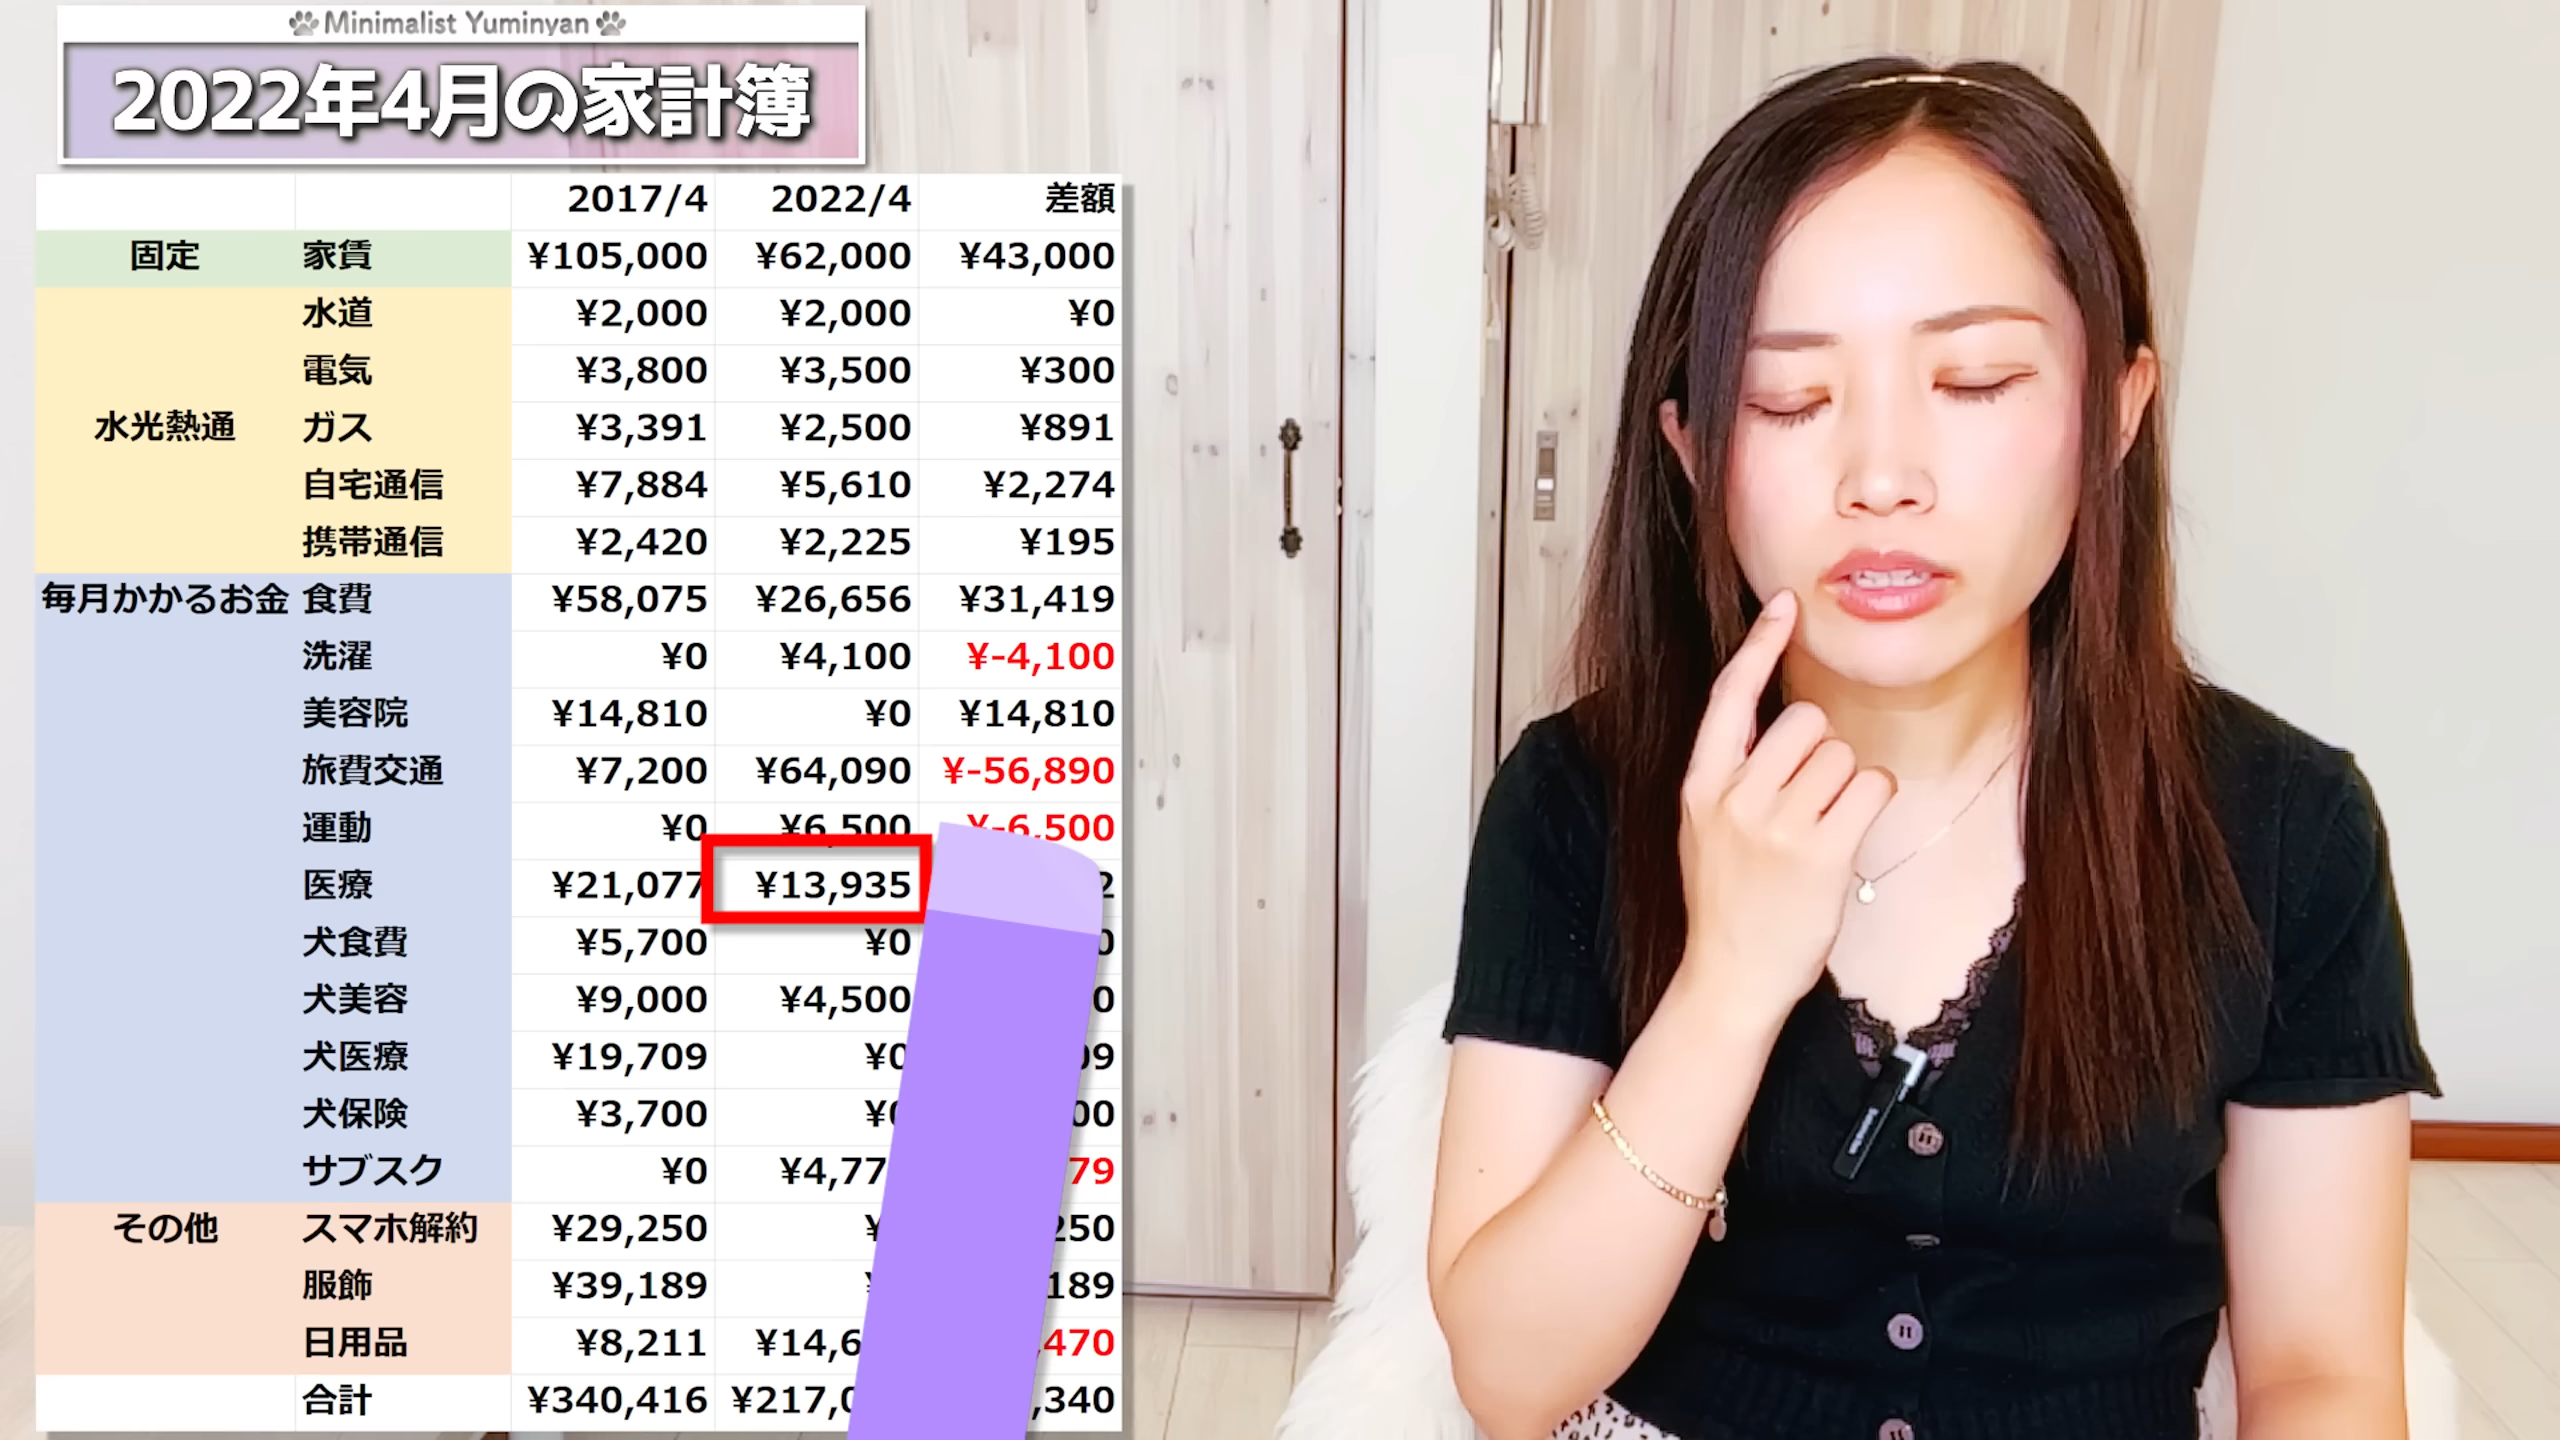 Minimalist Yuminyan
2022年4月の家計簿
2017/4 2022/4 差額
固定 家賃 ¥105,000 ¥62,000 ¥43,000
水道 ¥2,000 ¥2,000 ¥0
電気 ¥3,800 ¥3,500 ¥300
水光熱通 ガス ¥3,391 ¥2,500 ¥891
自宅通信 ¥7,884 ¥5,610 ¥2,274
携帯通信 ¥2,420 ¥2,225 ¥195
毎月かかるお金 食費 ¥58,075 ¥26,656 ¥31,419
洗濯 ¥0 ¥4,100 ¥-4,100
美容院 ¥14,810 ¥0 ¥14,810
旅費交通 ¥7,200 ¥64,090 ¥-56,890
運動 ¥0 ¥6,500 ¥-6,500
医療 ¥21,077 ¥13,935
犬食費 ¥5,700 ¥0
犬美容 ¥9,000 ¥4,500
犬医療 ¥19,709 ¥0
犬保険 ¥3,700 ¥0
サブスク ¥0
その他 スマホ解約 ¥29,250
服飾 ¥39,189
日用品 ¥8,211
合計 ¥340,416